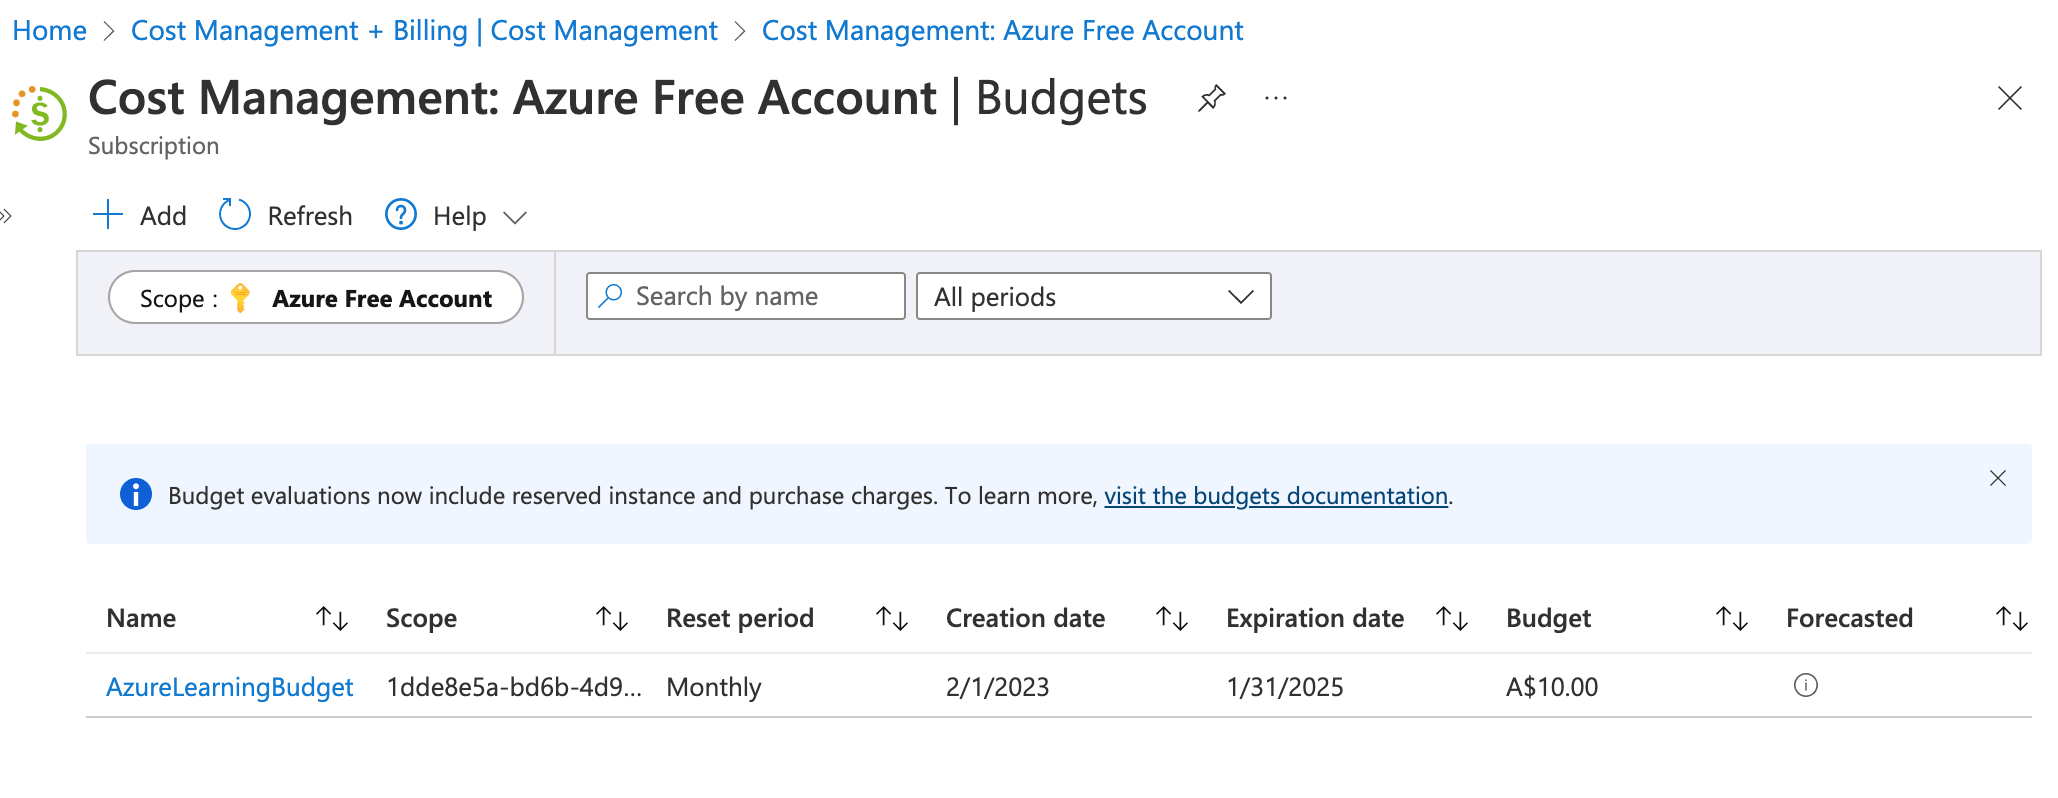 Home > Cost Management + Billing | Cost Management > Cost Management: Azure Free Account
Cost Management: Azure Free Account | Budgets
Subscription
Add Refresh Help
Scope : Azure Free Account Search by name All periods
Budget evaluations now include reserved instance and purchase charges. To learn more, visit the budgets documentation.
Name Scope Reset period Creation date Expiration date Budget Forecasted
AzureLearningBudget 1dde8e5a-bd6b-4d9... Monthly 2/1/2023 1/31/2025 A$10.00